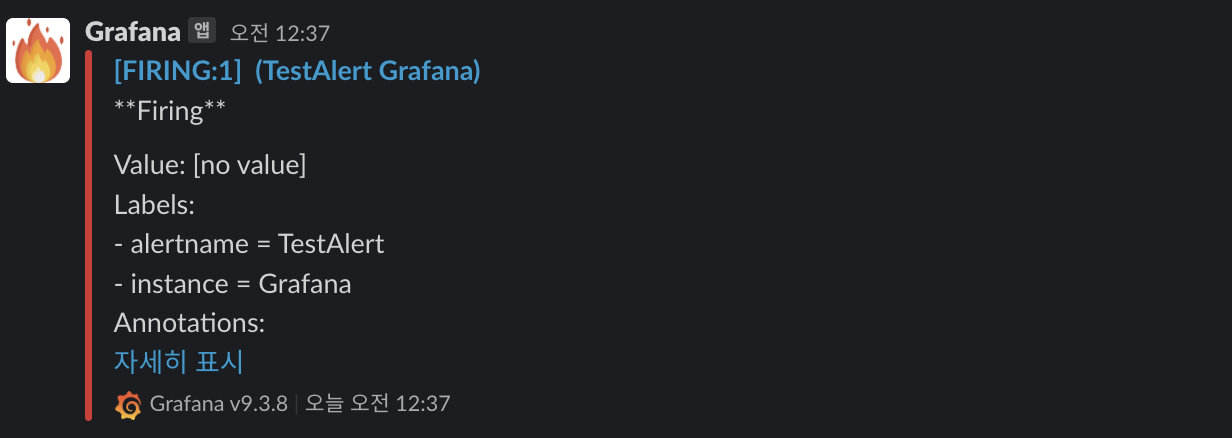 Grafana 앱 오전 12:37
[FIRING:1] (TestAlert Grafana)
**Firing**
Value: [no value]
Labels:
- alertname = TestAlert
- instance = Grafana
Annotations:
자세히 표시
Grafana v9.3.8 | 오늘 오전 12:37